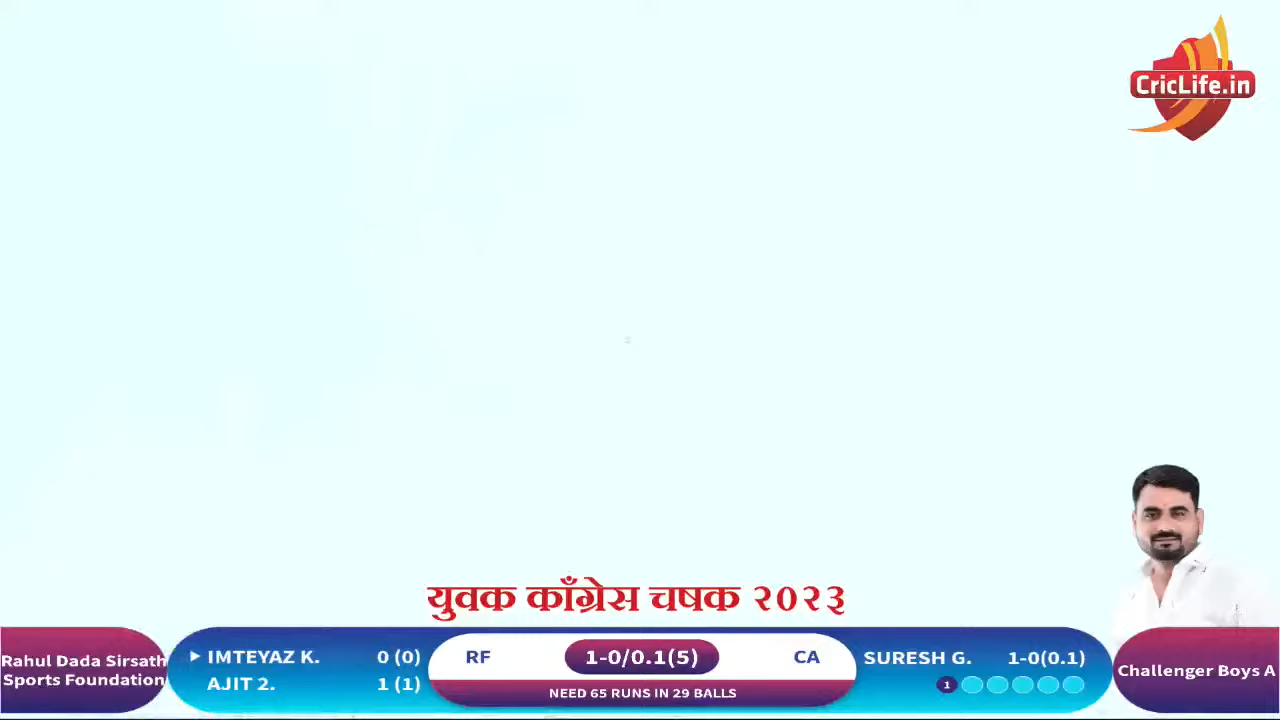 CricLife.in
युवक काँग्रेस चषक २०२३
Rahul Dada Sirsath
Sports Foundation
IMTEYAZ K. 0 (0)
AJIT 2. 1 (1)
RF 1-0/0.1(5) CA
NEED 65 RUNS IN 29 BALLS
SURESH G. 1-0(0.1)
1
Challenger Boys A